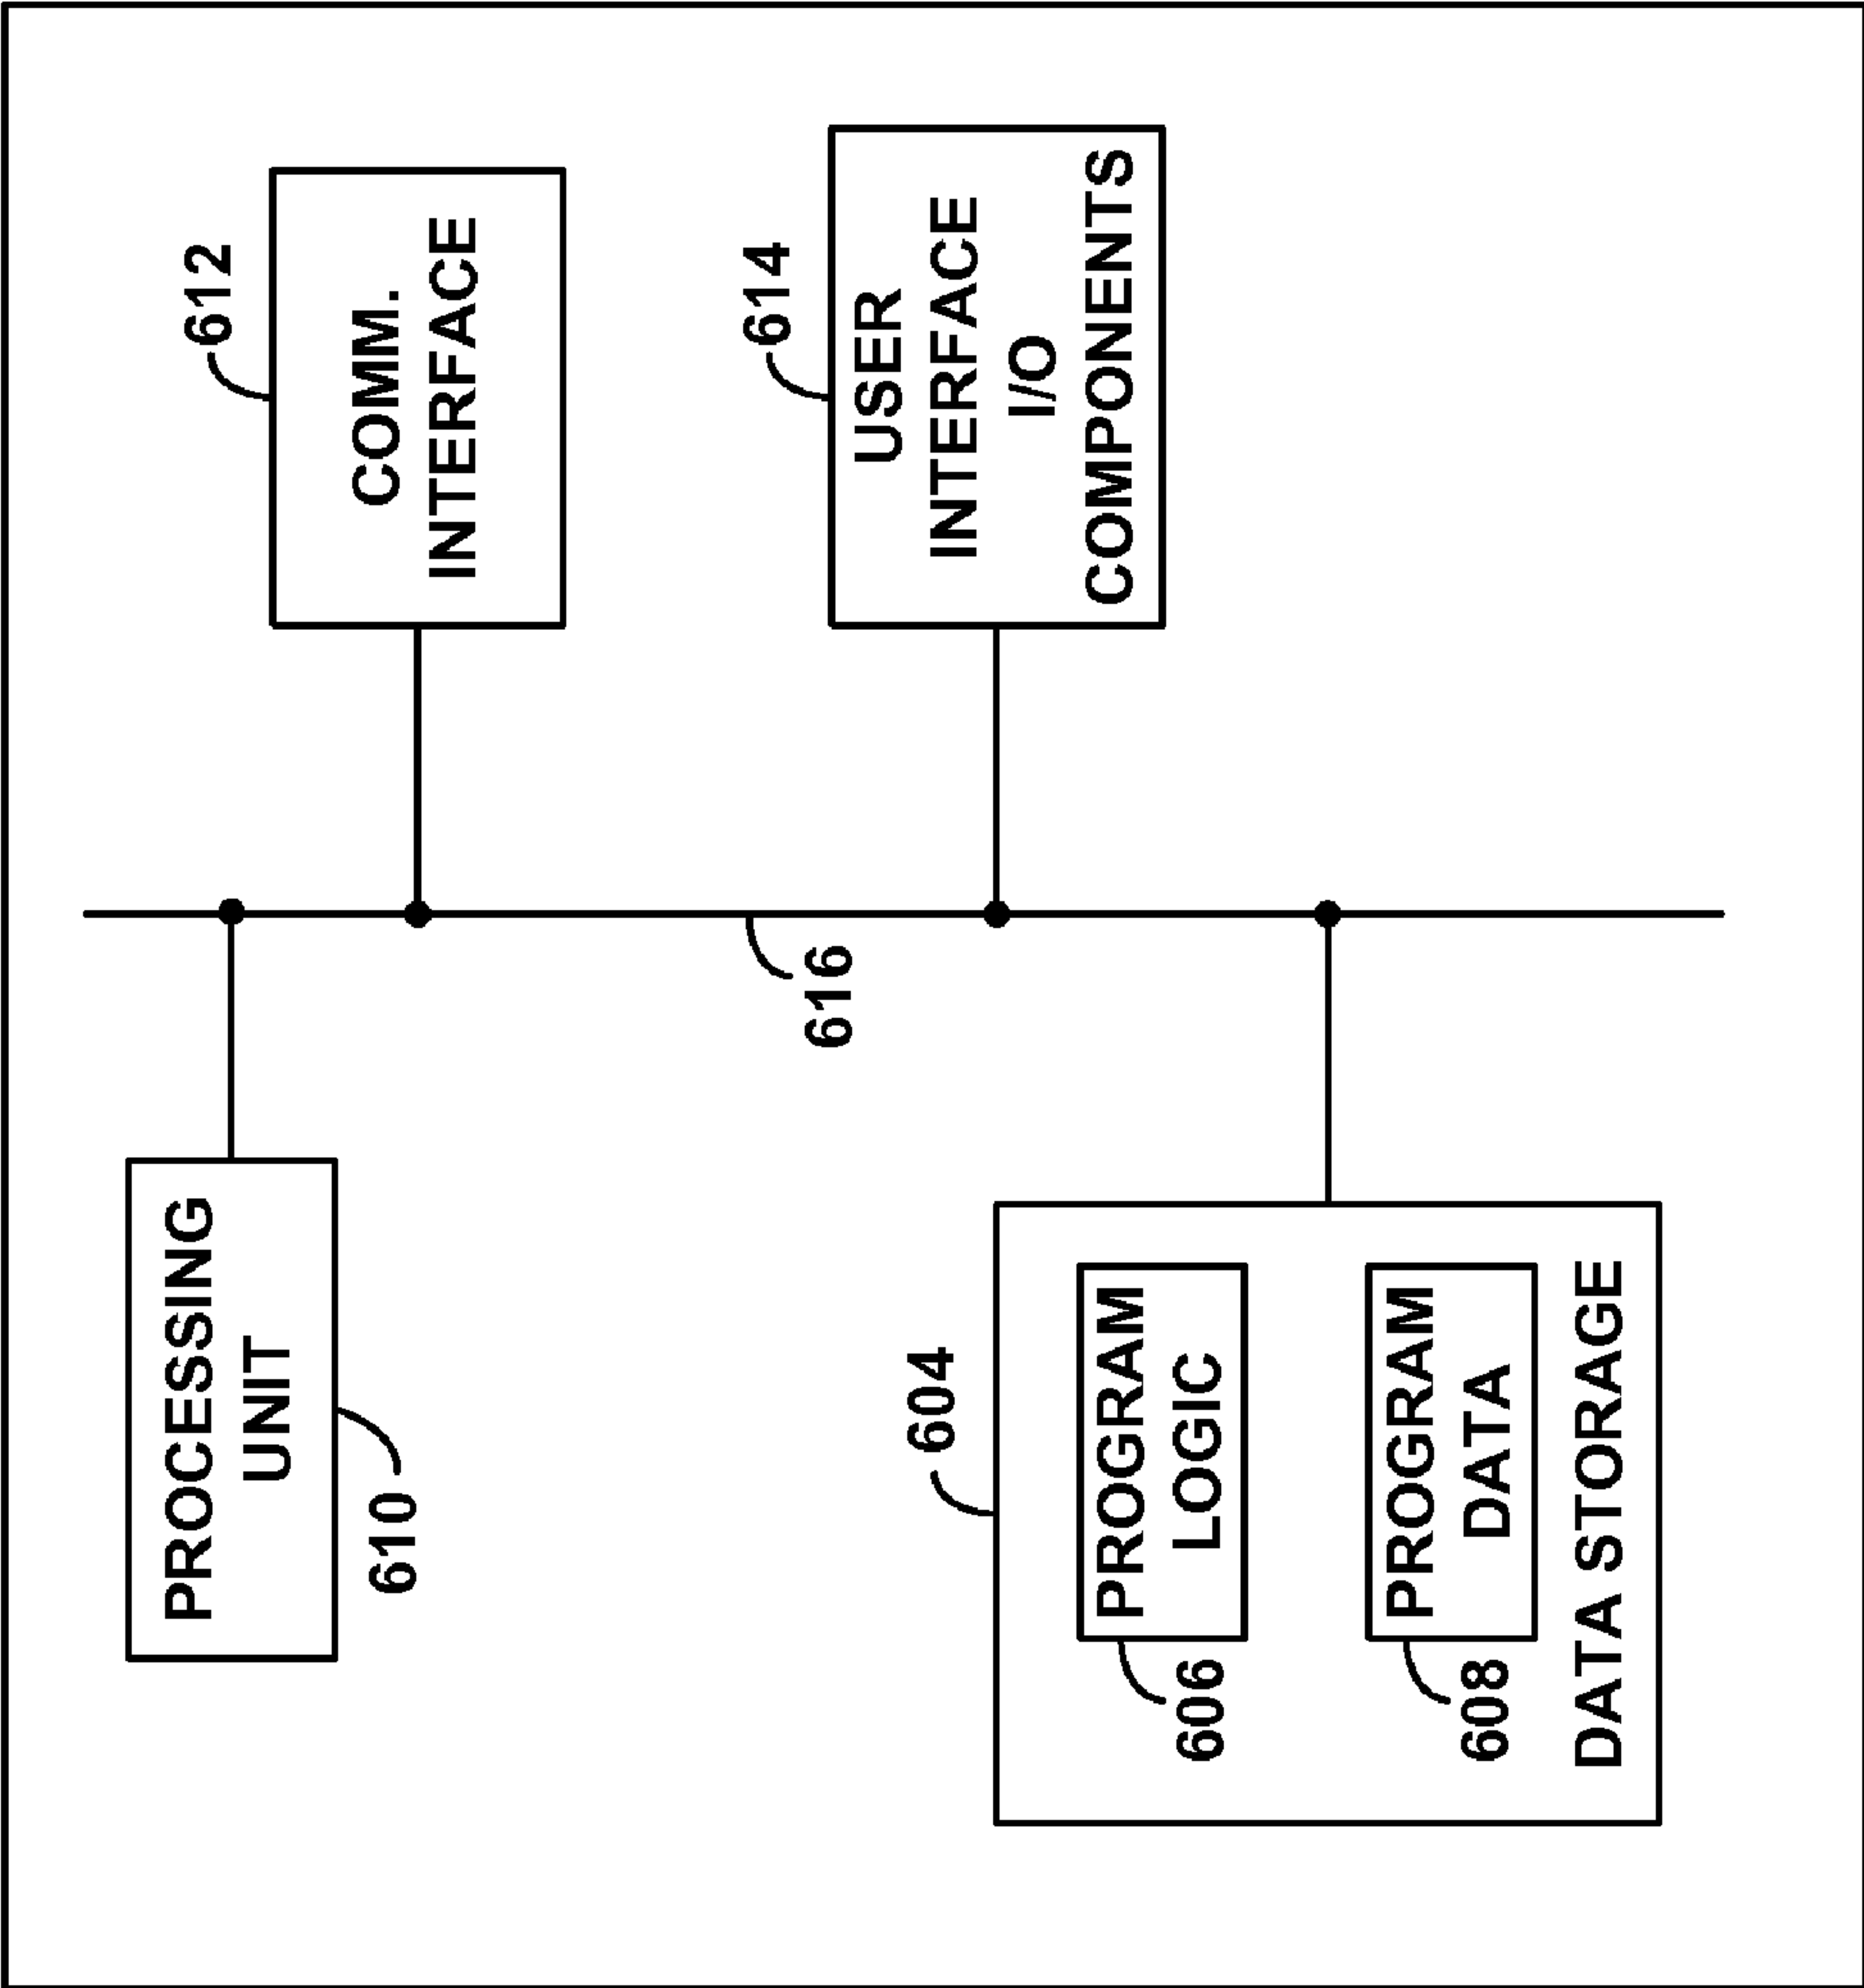 PROCESSING
UNIT
610
612
COMM.
INTERFACE
616
614
USER
INTERFACE
I/O
COMPONENTS
604
PROGRAM
LOGIC
606
PROGRAM
DATA
608
DATA STORAGE